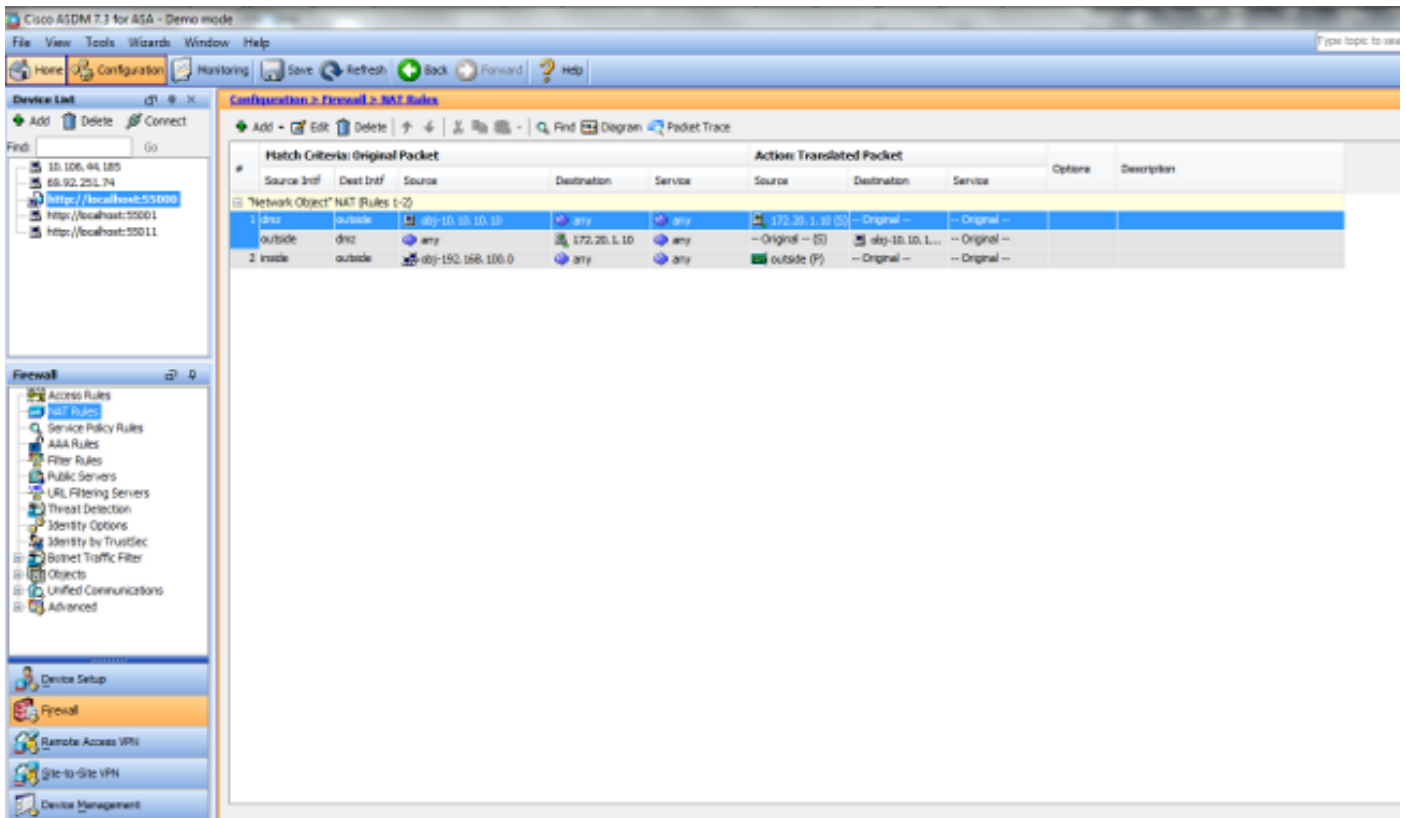 Cisco ASDM 7.3 for ASA - Demo mode
File View Tools Wizards Window Help
Type topic to sea
Home Configuration Monitoring Save Refresh Back Forward Help
Device List
Add Delete Connect
Find: Go
10.106.44.185
69.92.251.74
http://localhost:55000
http://localhost:55001
http://localhost:55011
Configuration > Firewall > NAT Rules
Add Edit Delete Find Diagram Packet Trace
# Match Criteria: Original Packet Action: Translated Packet Options Description
Source Intf Dest Intf Source Destination Service Source Destination Service
"Network Object" NAT (Rules 1-2)
1 dmz outside obj-10.10.10.10 any any 172.20.1.10 (S) -- Original -- -- Original --
outside dmz any 172.20.1.10 any -- Original -- (S) obj-10.10.1... -- Original --
2 inside outside obj-192.168.100.0 any any outside (P) -- Original -- -- Original --
Firewall
Access Rules
NAT Rules
Service Policy Rules
AAA Rules
Filter Rules
Public Servers
URL Filtering Servers
Threat Detection
Identity Options
Identity by TrustSec
Botnet Traffic Filter
Objects
Unified Communications
Advanced
Device Setup
Firewall
Remote Access VPN
Site-to-Site VPN
Device Management